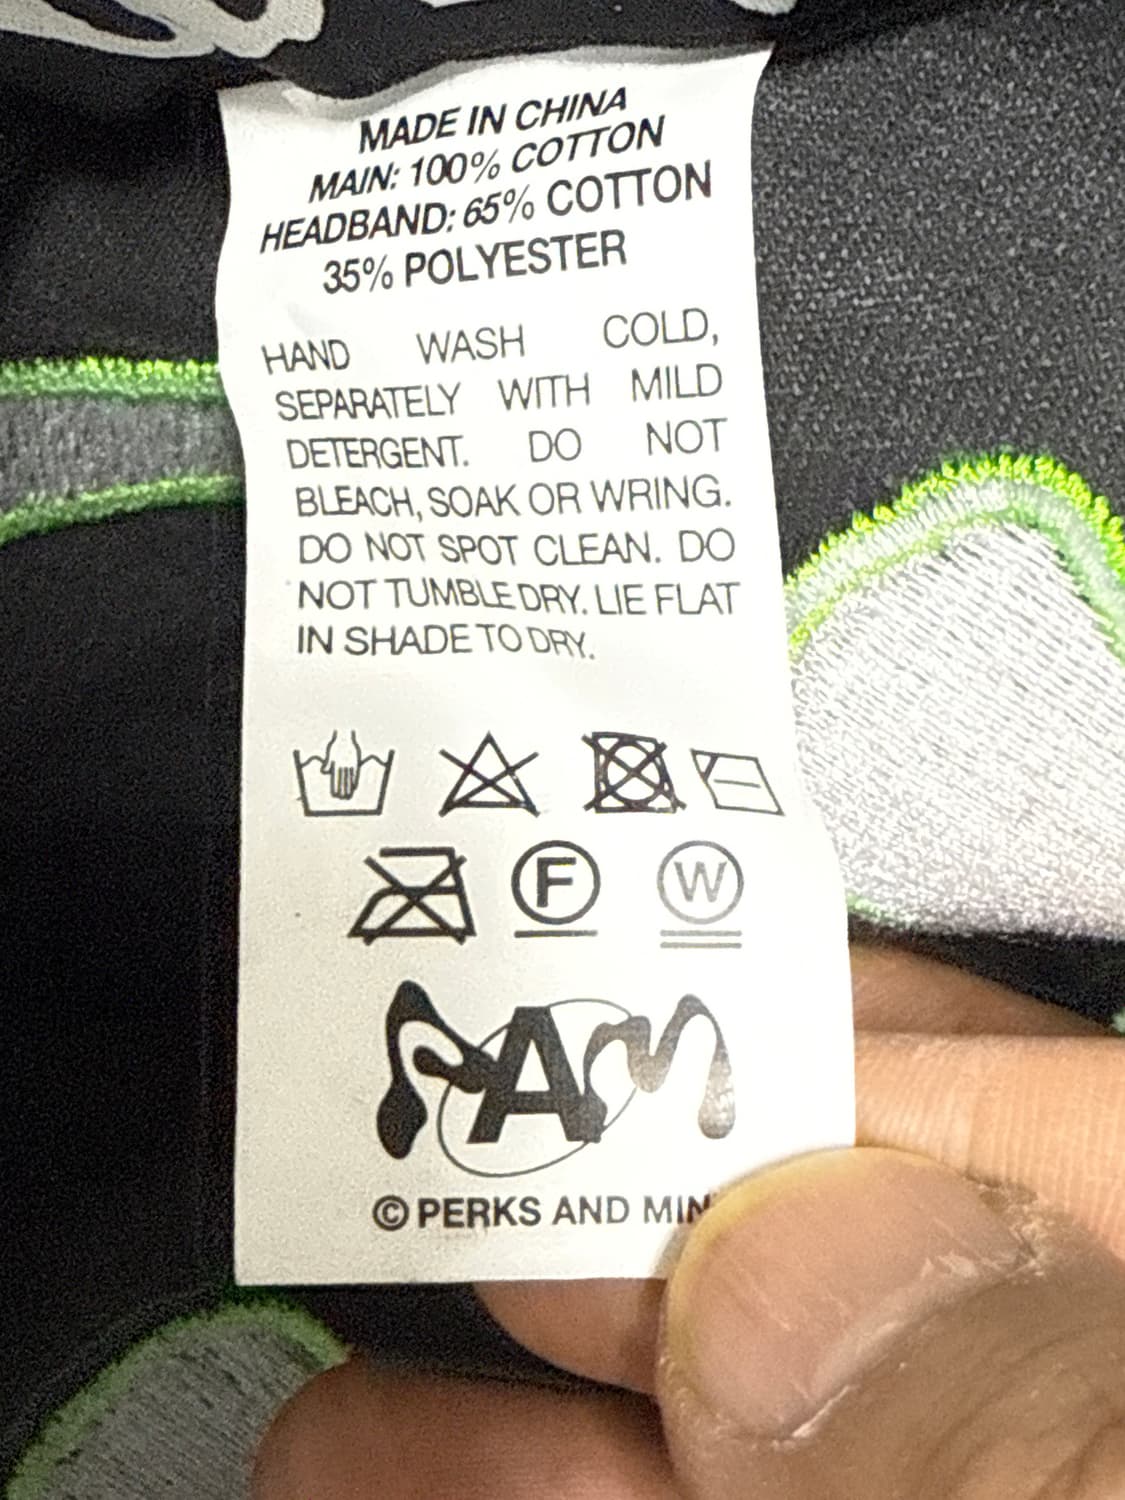 MADE IN CHINA
MAIN: 100% COTTON
HEADBAND: 65% COTTON
35% POLYESTER
HAND WASH COLD,
SEPARATELY WITH MILD
DETERGENT. DO NOT
BLEACH, SOAK OR WRING.
DO NOT SPOT CLEAN. DO
NOT TUMBLE DRY. LIE FLAT
IN SHADE TO DRY.
F W
PAM
© PERKS AND